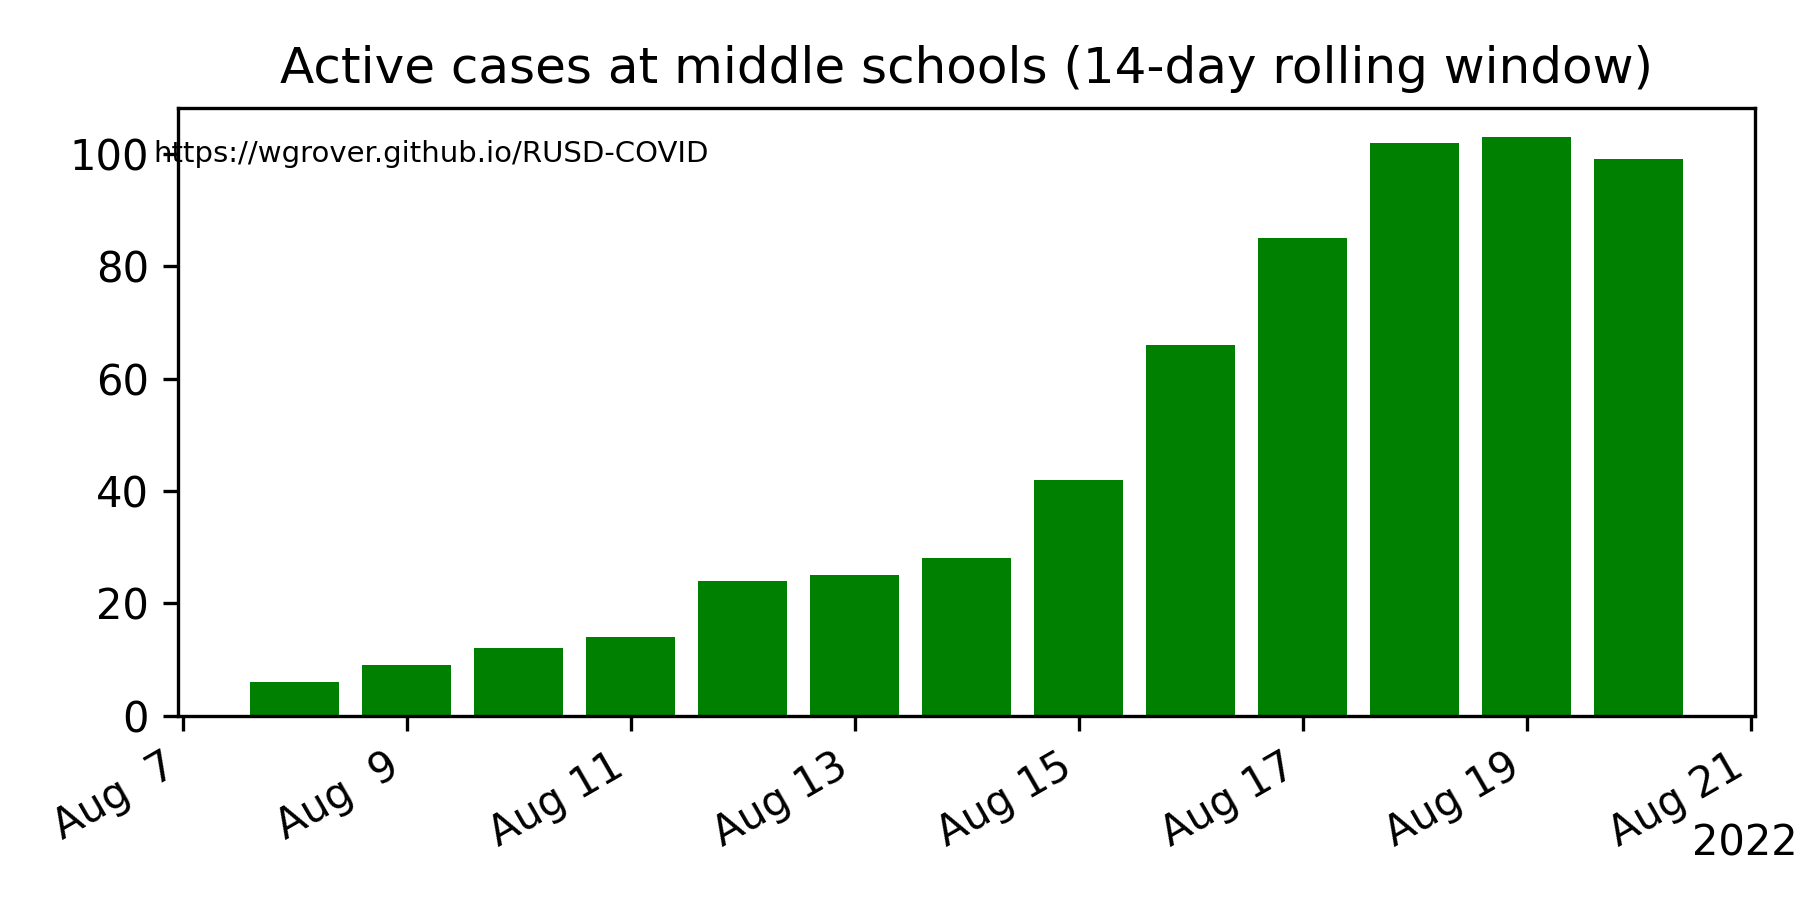 Active cases at middle schools (14-day rolling window)
https://wgrover.github.io/RUSD-COVID
100
80
60
40
20
0
Aug 7
Aug 9
Aug 11
Aug 13
Aug 15
Aug 17
Aug 19
Aug 21
2022